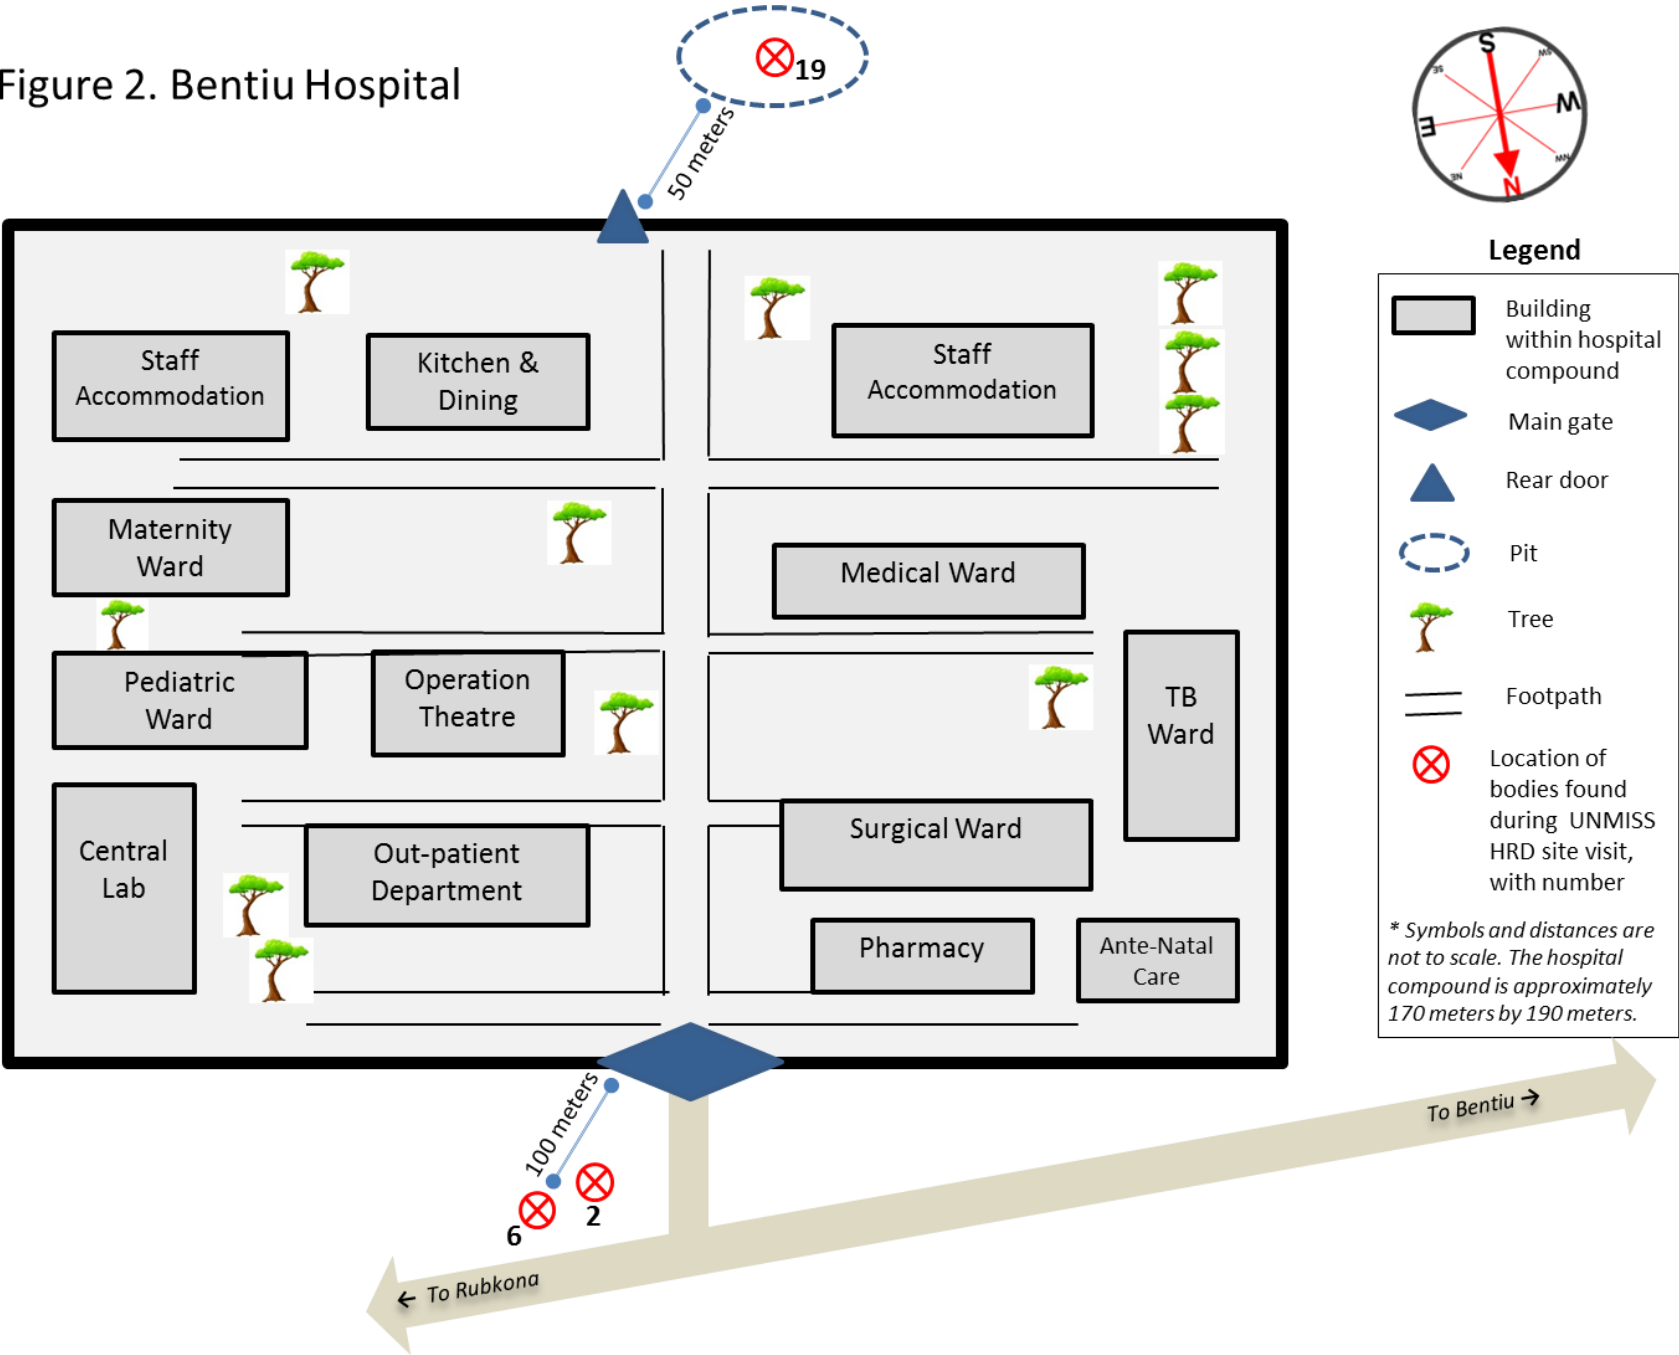 Figure 2. Bentiu Hospital
19
50 meters
S
SW
W
NW
N
NE
E
SE
Staff
Accommodation
Kitchen &
Dining
Staff
Accommodation
Maternity
Ward
Medical Ward
Pediatric
Ward
Operation
Theatre
TB
Ward
Central
Lab
Out-patient
Department
Surgical Ward
Pharmacy
Ante-Natal
Care
100 meters
6
2
← To Rubkona
To Bentiu →
Legend
Building
within hospital
compound
Main gate
Rear door
Pit
Tree
Footpath
Location of
bodies found
during UNMISS
HRD site visit,
with number
* Symbols and distances are
not to scale. The hospital
compound is approximately
170 meters by 190 meters.